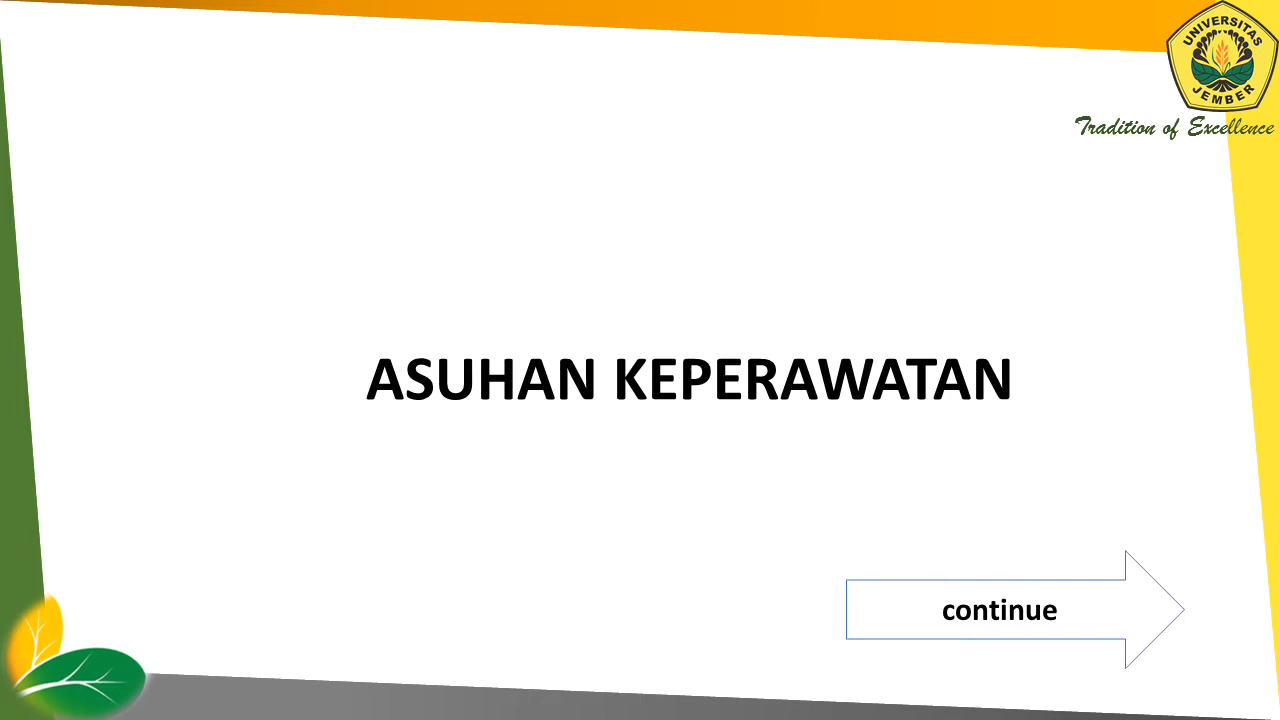 UNIVERSITAS
JEMBER
Tradition of Excellence
ASUHAN KEPERAWATAN
continue